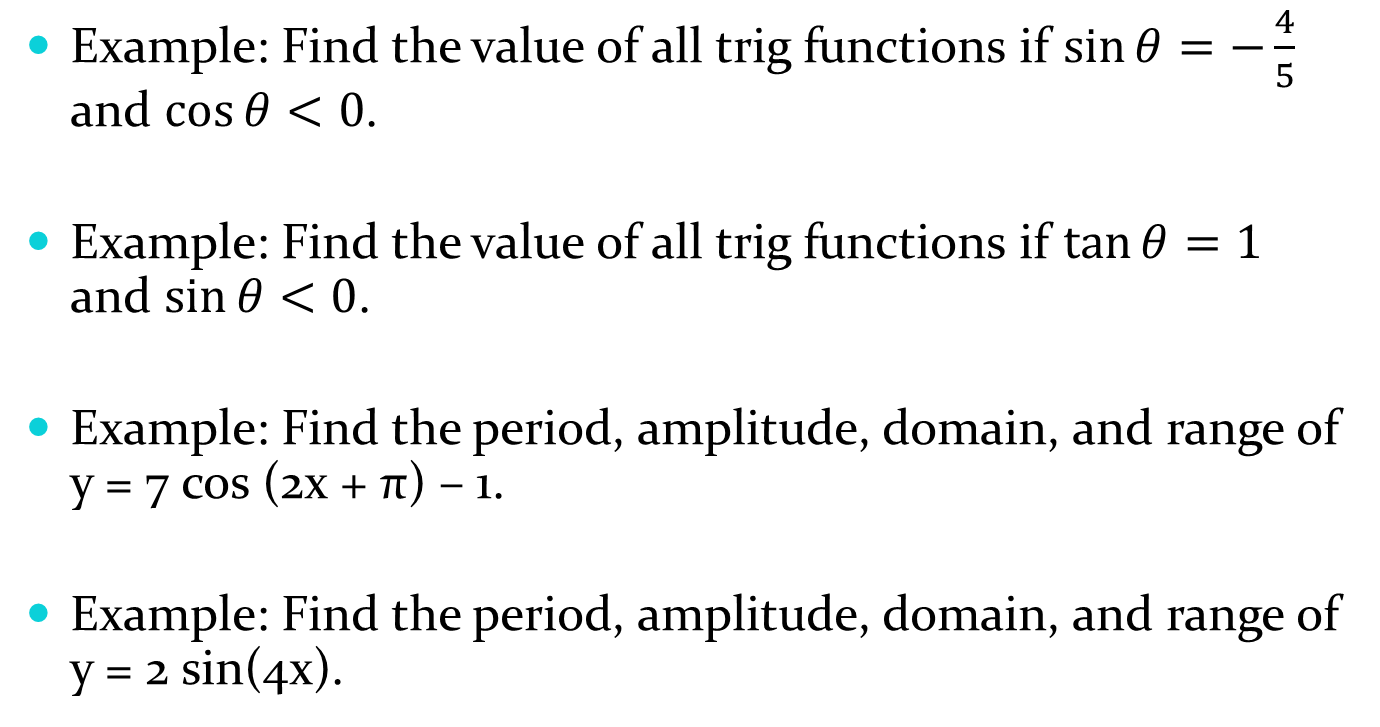 • Example: Find the value of all trig functions if sin θ = −4/5
and cos θ < 0.
• Example: Find the value of all trig functions if tan θ = 1
and sin θ < 0.
• Example: Find the period, amplitude, domain, and range of
y = 7 cos (2x + π) – 1.
• Example: Find the period, amplitude, domain, and range of
y = 2 sin(4x).